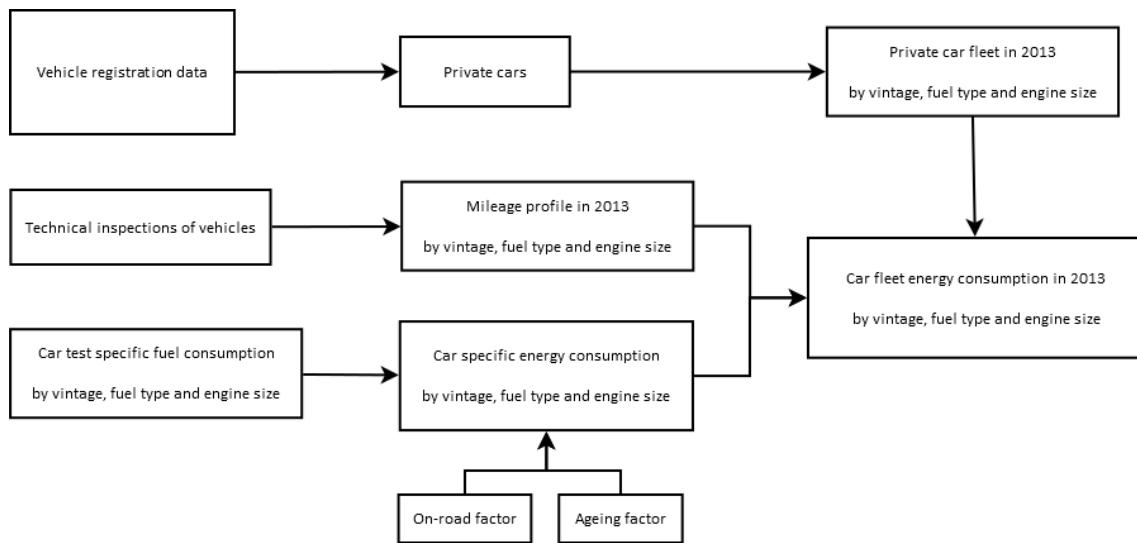 Vehicle registration data
Private cars
Private car fleet in 2013
by vintage, fuel type and engine size
Technical inspections of vehicles
Mileage profile in 2013
by vintage, fuel type and engine size
Car fleet energy consumption in 2013
by vintage, fuel type and engine size
Car test specific fuel consumption
by vintage, fuel type and engine size
Car specific energy consumption
by vintage, fuel type and engine size
On-road factor
Ageing factor